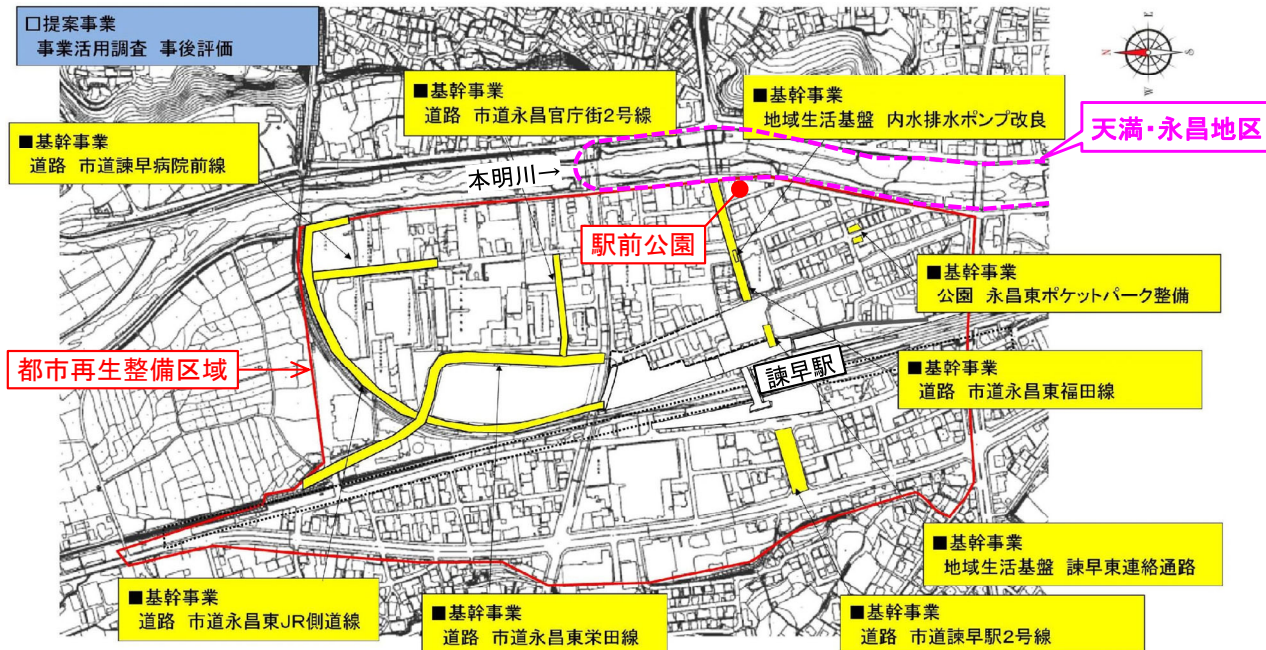 □提案事業
事業活用調査 事後評価
■基幹事業
道路 市道永昌官庁街2号線
■基幹事業
地域生活基盤 内水排水ポンプ改良
N
E
S
W
天満・永昌地区
■基幹事業
道路 市道諫早病院前線
本明川→
駅前公園
■基幹事業
公園 永昌東ポケットパーク整備
都市再生整備区域
諫早駅
■基幹事業
道路 市道永昌東福田線
■基幹事業
地域生活基盤 諫早東連絡通路
■基幹事業
道路 市道永昌東JR側道線
■基幹事業
道路 市道永昌東栄田線
■基幹事業
道路 市道諫早駅2号線